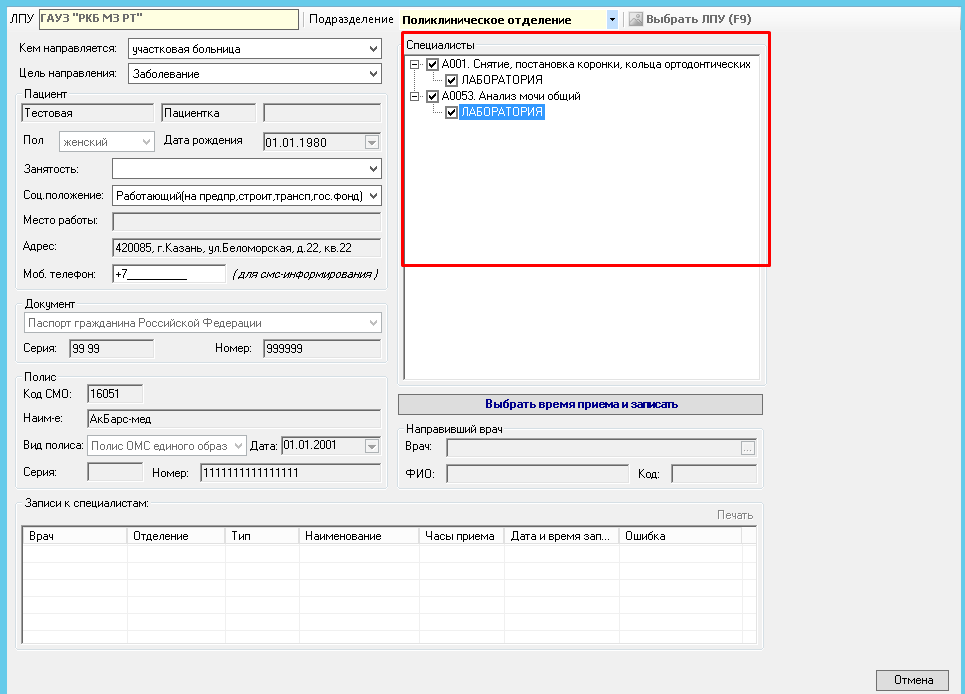 ЛПУ ГАУЗ "РКБ МЗ РТ" Подразделение Поликлиническое отделение Выбрать ЛПУ (F9)
Кем направляется: участковая больница
Цель направления: Заболевание
Пациент
Тестовая Пациентка
Пол женский Дата рождения 01.01.1980
Занятость:
Соц.положение: Работающий(на предпр,строит,трансп,гос.фонд)
Место работы:
Адрес: 420085, г.Казань, ул.Беломорская, д.22, кв.22
Моб. телефон: +7__________ (для смс-информирования)
Документ
Паспорт гражданина Российской Федерации
Серия: 99 99 Номер: 999999
Полис
Код СМО: 16051
Наим-е: АкБарс-мед
Вид полиса: Полис ОМС единого образ Дата: 01.01.2001
Серия: Номер: 1111111111111111
Специалисты
A001. Снятие, постановка коронки, кольца ортодонтических
ЛАБОРАТОРИЯ
A0053. Анализ мочи общий
ЛАБОРАТОРИЯ
Выбрать время приема и записать
Направивший врач
Врач: ...
ФИО: Код:
Записи к специалистам:
Печать
Врач Отделение Тип Наименование Часы приема Дата и время зап... Ошибка
Отмена